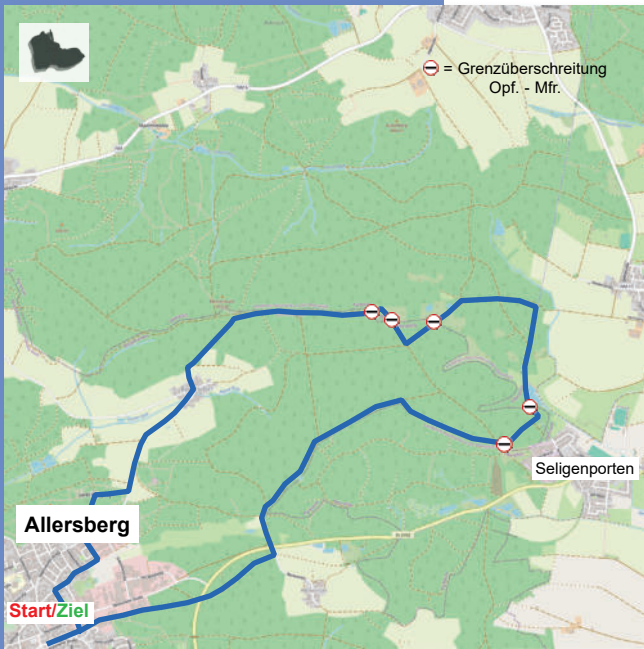 = Grenzüberschreitung
Opf. - Mfr.
Seligenporten
Allersberg
Start/Ziel